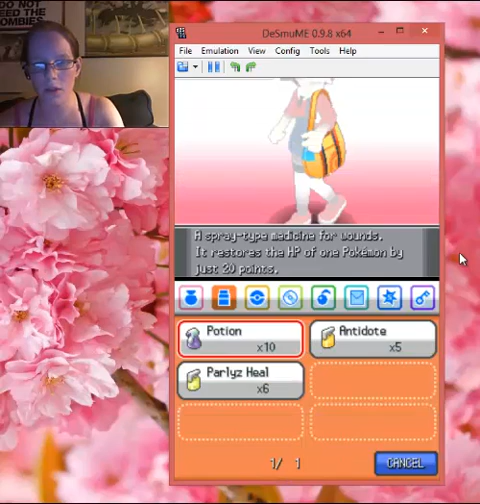 DO NOT
FEED THE
ZOMBIES
DeSmuME 0.9.8 x64
File Emulation View Config Tools Help
A spray-type medicine for wounds.
It restores the HP of one Pokémon by
just 20 points.
Potion
x10
Antidote
x5
Parlyz Heal
x6
1/ 1
CANCEL